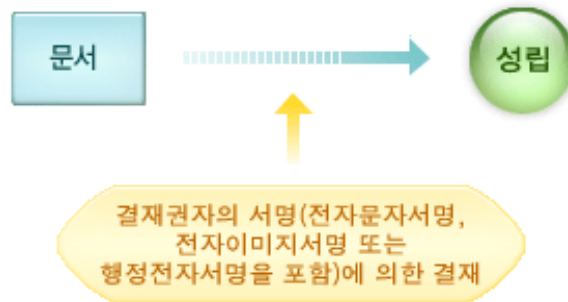 문서
성립
결재권자의 서명(전자문자서명,
전자이미지서명 또는
행정전자서명을 포함)에 의한 결재